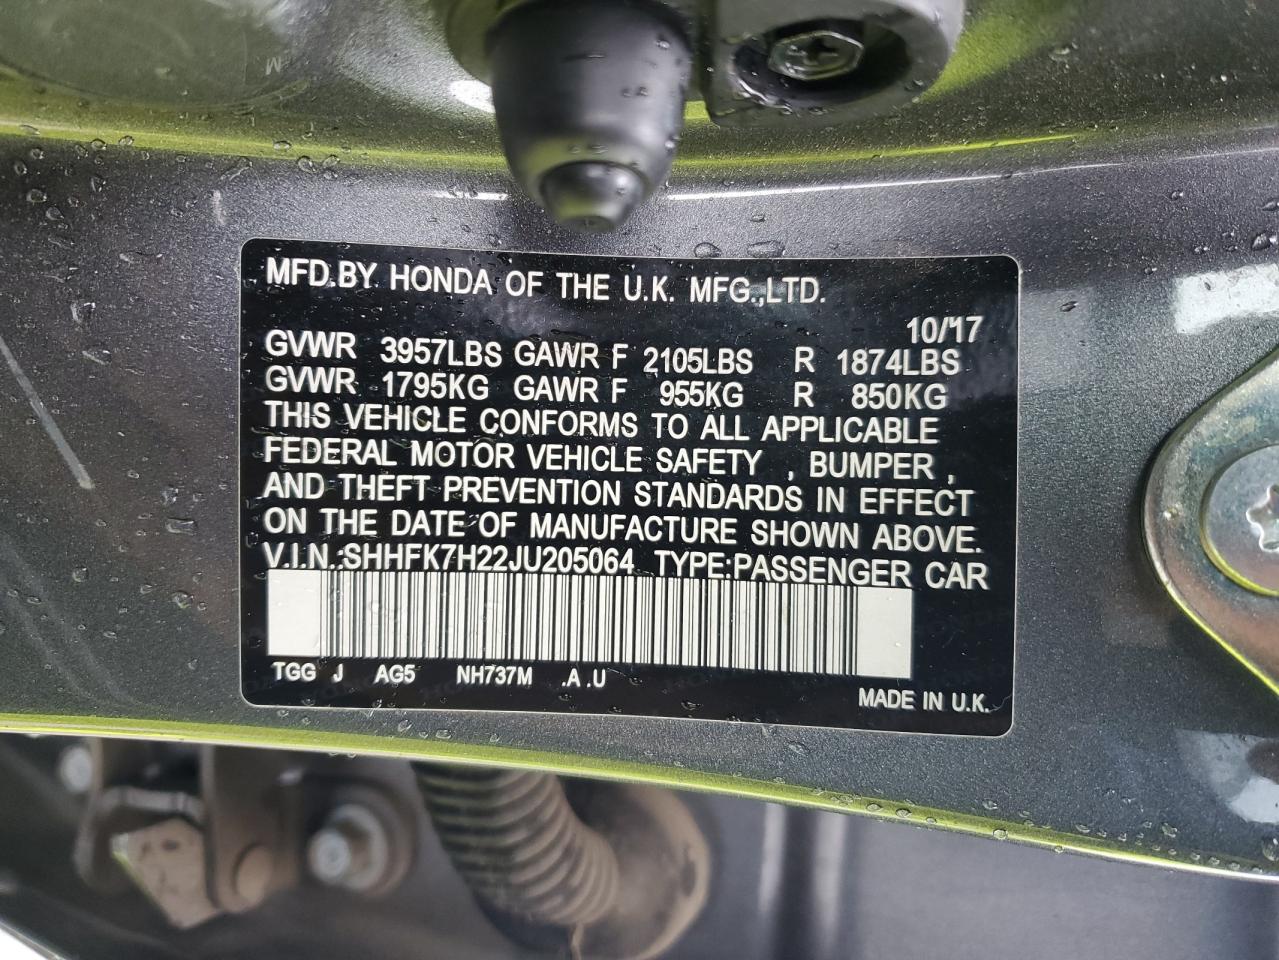 MFD.BY HONDA OF THE U.K. MFG.,LTD.
10/'17
GVWR 3957LBS GAWR F 2105LBS R 1874LBS
GVWR 1795KG GAWR F 955KG R 850KG
THIS VEHICLE CONFORMS TO ALL APPLICABLE
FEDERAL MOTOR VEHICLE SAFETY , BUMPER ,
AND THEFT PREVENTION STANDARDS IN EFFECT
ON THE DATE OF MANUFACTURE SHOWN ABOVE.
V.I.N.:SHHFK7H22JU205064 TYPE:PASSENGER CAR
TGG J AG5 NH737M .A .U
MADE IN U.K.